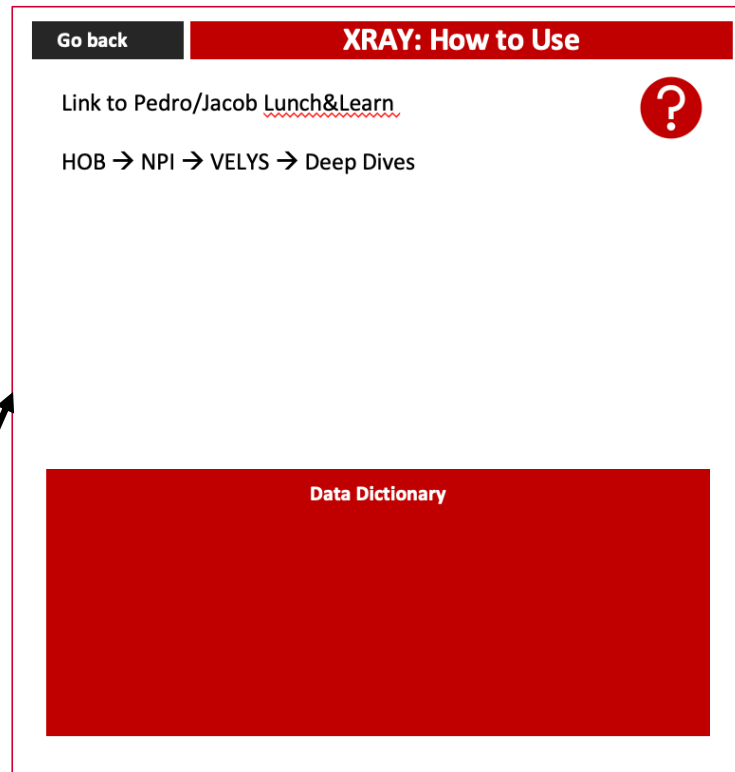 Go back
XRAY: How to Use
Link to Pedro/Jacob Lunch&Learn
?
HOB → NPI → VELYS → Deep Dives
Data Dictionary